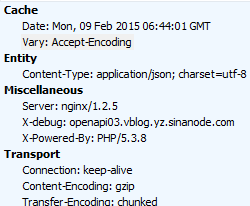 Cache
Date: Mon, 09 Feb 2015 06:44:01 GMT
Vary: Accept-Encoding
Entity
Content-Type: application/json; charset=utf-8
Miscellaneous
Server: nginx/1.2.5
X-debug: openapi03.vblog.yz.sinanode.com
X-Powered-By: PHP/5.3.8
Transport
Connection: keep-alive
Content-Encoding: gzip
Transfer-Encoding: chunked